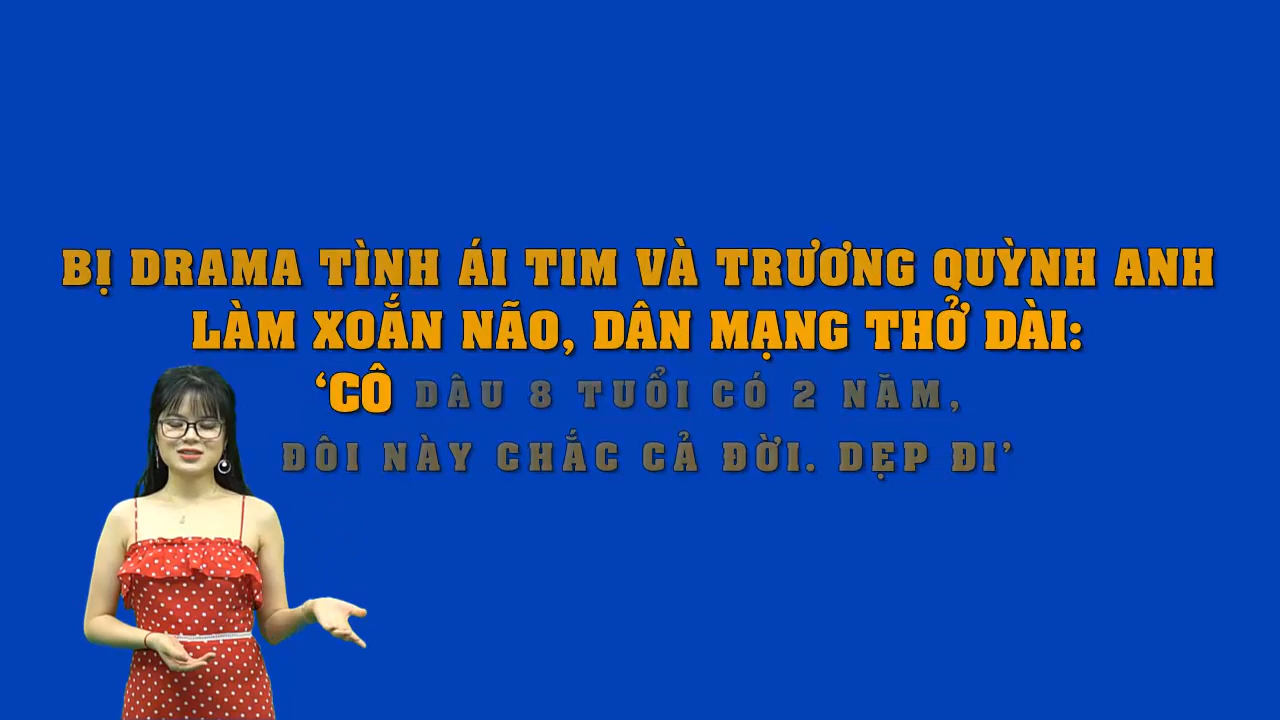 BỊ DRAMA TÌNH ÁI TIM VÀ TRƯƠNG QUỲNH ANH
LÀM XOẮN NÃO, DÂN MẠNG THỞ DÀI:
‘CÔ DÂU 8 TUỔI CÓ 2 NĂM,
ĐÔI NÀY CHẮC CẢ ĐỜI. DẸP ĐI’